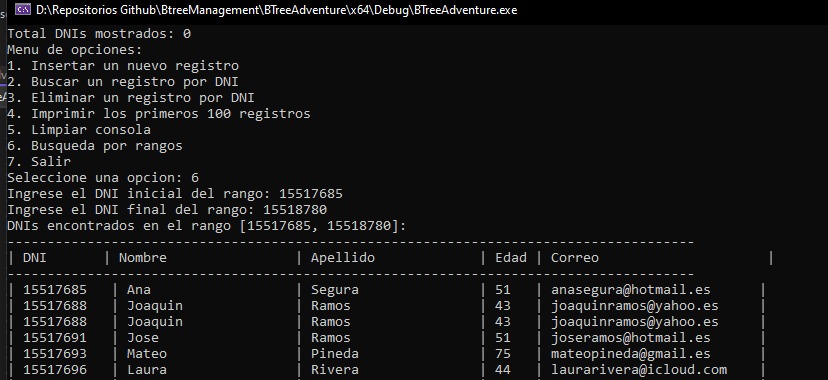 D:\Repositorios Github\BtreeManagement\BTreeAdventure\x64\Debug\BTreeAdventure.exe
Total DNIs mostrados: 0
Menu de opciones:
1. Insertar un nuevo registro
2. Buscar un registro por DNI
3. Eliminar un registro por DNI
4. Imprimir los primeros 100 registros
5. Limpiar consola
6. Busqueda por rangos
7. Salir
Seleccione una opcion: 6
Ingrese el DNI inicial del rango: 15517685
Ingrese el DNI final del rango: 15518780
DNIs encontrados en el rango [15517685, 15518780]:
| DNI | Nombre | Apellido | Edad | Correo |
| 15517685 | Ana | Segura | 51 | anasegura@hotmail.es |
| 15517688 | Joaquin | Ramos | 43 | joaquinramos@yahoo.es |
| 15517688 | Joaquin | Ramos | 43 | joaquinramos@yahoo.es |
| 15517691 | Jose | Ramos | 51 | joseramos@hotmail.es |
| 15517693 | Mateo | Pineda | 75 | mateopineda@gmail.es |
| 15517696 | Laura | Rivera | 44 | laurarivera@icloud.com |